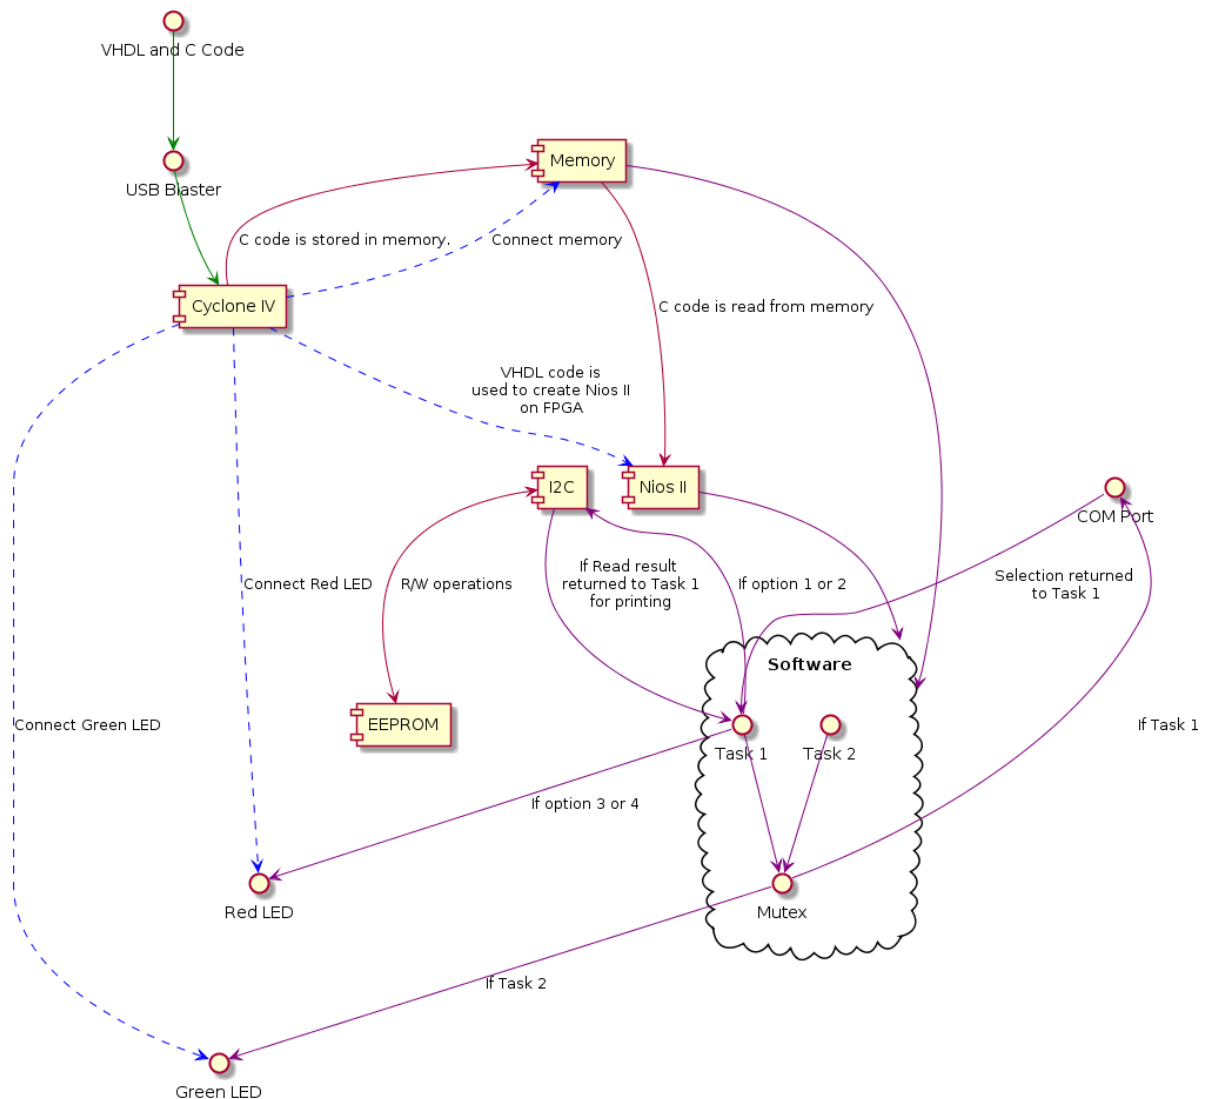 VHDL and C Code
USB Blaster
Memory
C code is stored in memory.
Connect memory
Cyclone IV
C code is read from memory
VHDL code is
used to create Nios II
on FPGA
I2C
Nios II
COM Port
Connect Red LED
R/W operations
If Read result
returned to Task 1
for printing
If option 1 or 2
Selection returned
to Task 1
Software
Connect Green LED
EEPROM
Task 1
Task 2
If Task 1
If option 3 or 4
Red LED
Mutex
If Task 2
Green LED